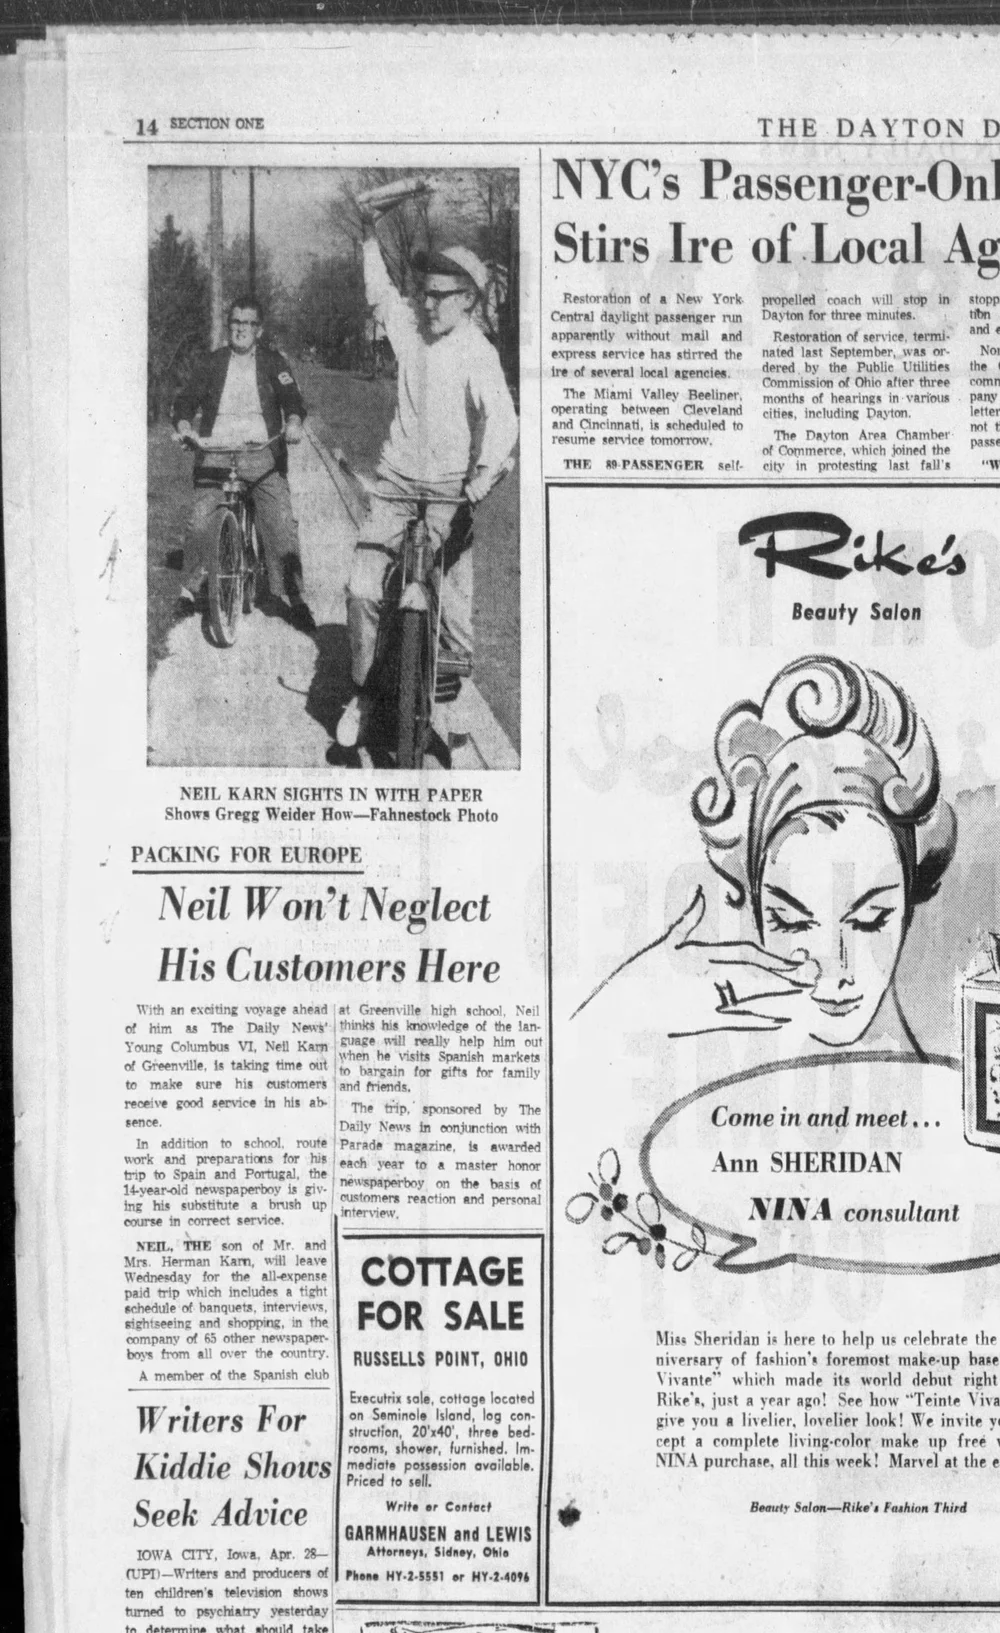 14 SECTION ONE
THE DAYTON D
NEIL KARN SIGHTS IN WITH PAPER
Shows Gregg Weider How—Fahnestock Photo
PACKING FOR EUROPE
Neil Won't Neglect
His Customers Here
With an exciting voyage ahead
of him as The Daily News'
Young Columbus VI, Neil Karn
of Greenville, is taking time out
to make sure his customers
receive good service in his ab-
sence.
In addition to school, route
work and preparations for his
trip to Spain and Portugal, the
14-year-old newspaperboy is giv-
ing his substitute a brush up
course in correct service.
NEIL, THE son of Mr. and
Mrs. Herman Karn, will leave
Wednesday for the all-expense
paid trip which includes a tight
schedule of banquets, interviews,
sightseeing and shopping, in the
company of 65 other newspaper-
boys from all over the country.
A member of the Spanish club
at Greenville high school, Neil
thinks his knowledge of the lan-
guage will really help him out
when he visits Spanish markets
to bargain for gifts for family
and friends.
The trip, sponsored by The
Daily News in conjunction with
Parade magazine, is awarded
each year to a master honor
newspaperboy on the basis of
customers reaction and personal
interview.
Writers For
Kiddie Shows
Seek Advice
IOWA CITY, Iowa, Apr. 28—
(UPI)—Writers and producers of
ten children's television shows
turned to psychiatry yesterday
to determine what should take
COTTAGE
FOR SALE
RUSSELLS POINT, OHIO
Executrix sale, cottage located
on Seminole Island, log con-
struction, 20'x40', three bed-
rooms, shower, furnished. Im-
mediate possession available.
Priced to sell.
Write or Contact
GARMHAUSEN and LEWIS
Attorneys, Sidney, Ohio
Phone HY-2-5551 or HY-2-4096
NYC's Passenger-Onl
Stirs Ire of Local Ag
Restoration of a New York
Central daylight passenger run
apparently without mail and
express service has stirred the
ire of several local agencies.
The Miami Valley Beeliner,
operating between Cleveland
and Cincinnati, is scheduled to
resume service tomorrow.
THE 89-PASSENGER self-
propelled coach will stop in
Dayton for three minutes.
Restoration of service, termi-
nated last September, was or-
dered by the Public Utilities
Commission of Ohio after three
months of hearings in various
cities, including Dayton.
The Dayton Area Chamber
of Commerce, which joined the
city in protesting last fall's
stopp
tion
and e
Nor
the
comm
pany
letter
not t
passe
"W
Rike's
Beauty Salon
Come in and meet...
Ann SHERIDAN
NINA consultant
Miss Sheridan is here to help us celebrate the
niversary of fashion's foremost make-up base
Vivante" which made its world debut right
Rike's, just a year ago! See how "Teinte Viva
give you a livelier, lovelier look! We invite yo
cept a complete living-color make up free w
NINA purchase, all this week! Marvel at the e
Beauty Salon—Rike's Fashion Third